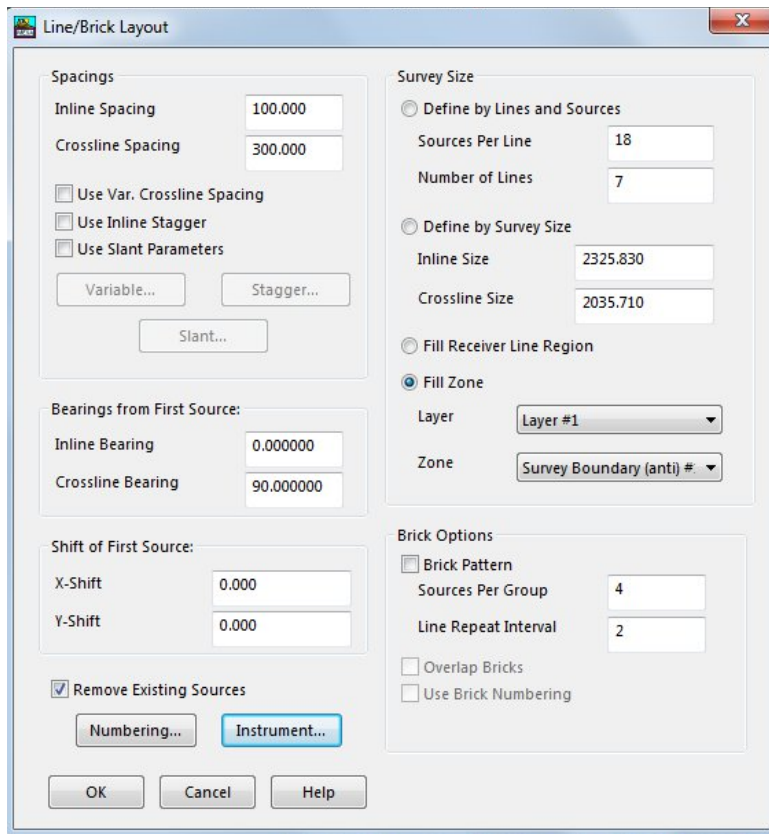 Line/Brick Layout
Spacings
Inline Spacing 100.000
Crossline Spacing 300.000
Use Var. Crossline Spacing
Use Inline Stagger
Use Slant Parameters
Variable... Stagger...
Slant...
Bearings from First Source:
Inline Bearing 0.000000
Crossline Bearing 90.000000
Shift of First Source:
X-Shift 0.000
Y-Shift 0.000
Remove Existing Sources
Numbering... Instrument...
OK Cancel Help
Survey Size
Define by Lines and Sources
Sources Per Line 18
Number of Lines 7
Define by Survey Size
Inline Size 2325.830
Crossline Size 2035.710
Fill Receiver Line Region
Fill Zone
Layer Layer #1
Zone Survey Boundary (anti) #
Brick Options
Brick Pattern
Sources Per Group 4
Line Repeat Interval 2
Overlap Bricks
Use Brick Numbering